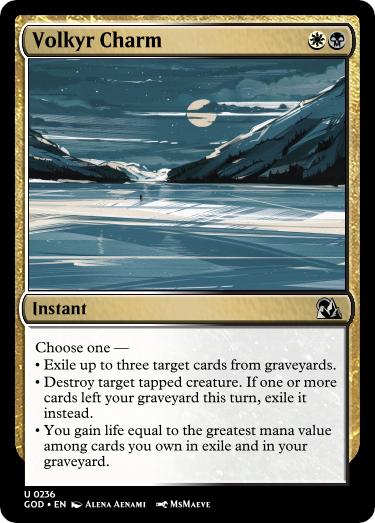 Volkyr Charm
Instant
Choose one —
• Exile up to three target cards from graveyards.
• Destroy target tapped creature. If one or more
cards left your graveyard this turn, exile it
instead.
• You gain life equal to the greatest mana value
among cards you own in exile and in your
graveyard.
U 0236
GOD • EN Alena Aenami MsMaeve